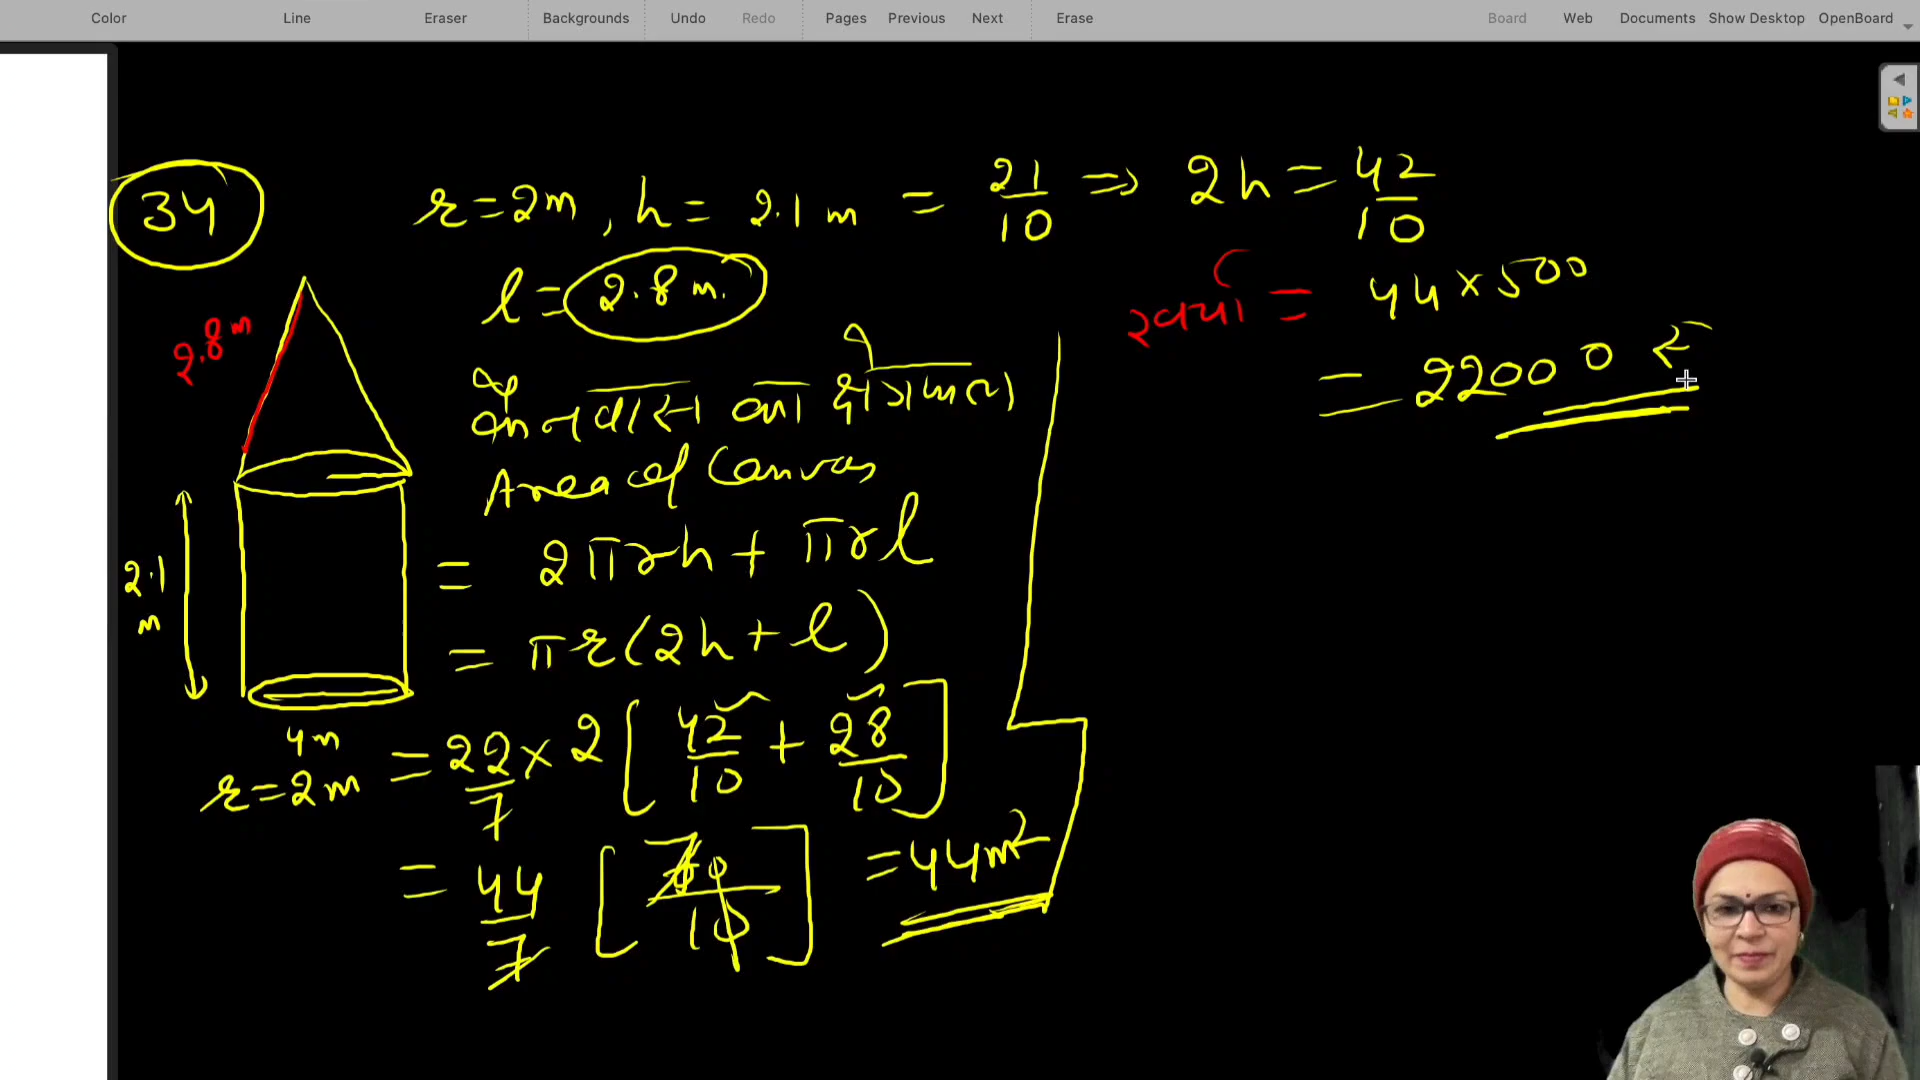 Color Line Eraser Backgrounds Undo Redo Pages Previous Next Erase Board Web Documents Show Desktop OpenBoard
34
r = 2m, h = 2.1 m = 21/10 ⇒ 2h = 42/10
l = 2.8 m.
2.8 m
खर्चा = 44 × 500
= 22000 ₹
कैनवास का क्षेत्रफल
Area of Canvas
= 2πrh + πrl
2.1 m
= πr(2h + l)
4m
r = 2m
= 22/7 × 2 [42/10 + 28/10]
= 44/7 [70/10] = 44m²